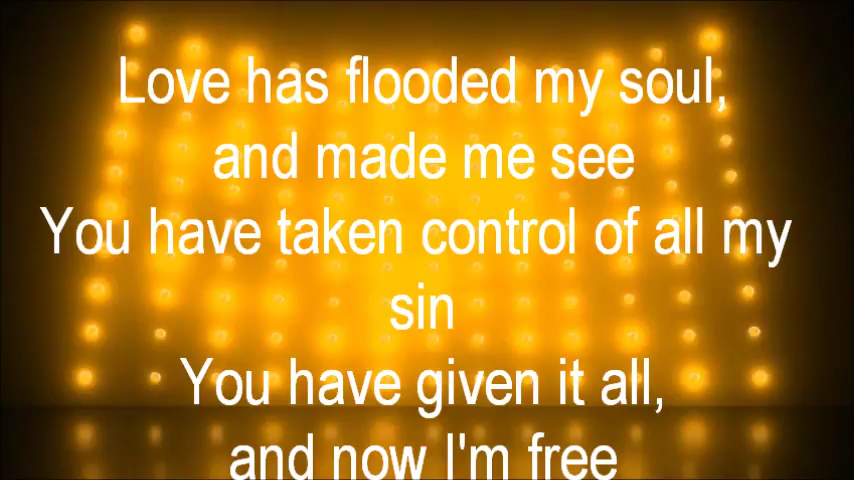 Love has flooded my soul,
and made me see
You have taken control of all my
sin
You have given it all,
and now I'm free